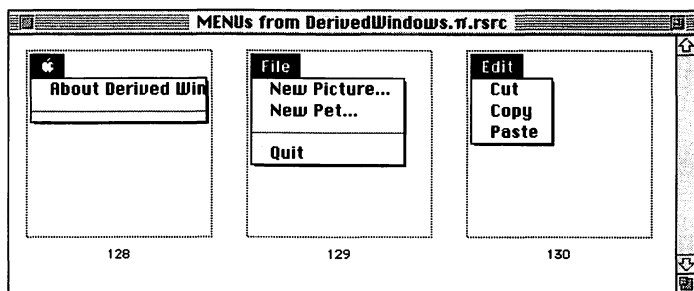 MENUs from DerivedWindows.π.rsrc
About Derived Win
File
New Picture...
New Pet...
Quit
Edit
Cut
Copy
Paste
128
129
130